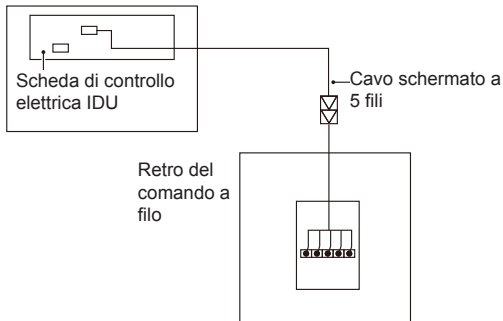 Scheda di controllo
elettrica IDU
Cavo schermato a
5 fili
Retro del
comando a
filo